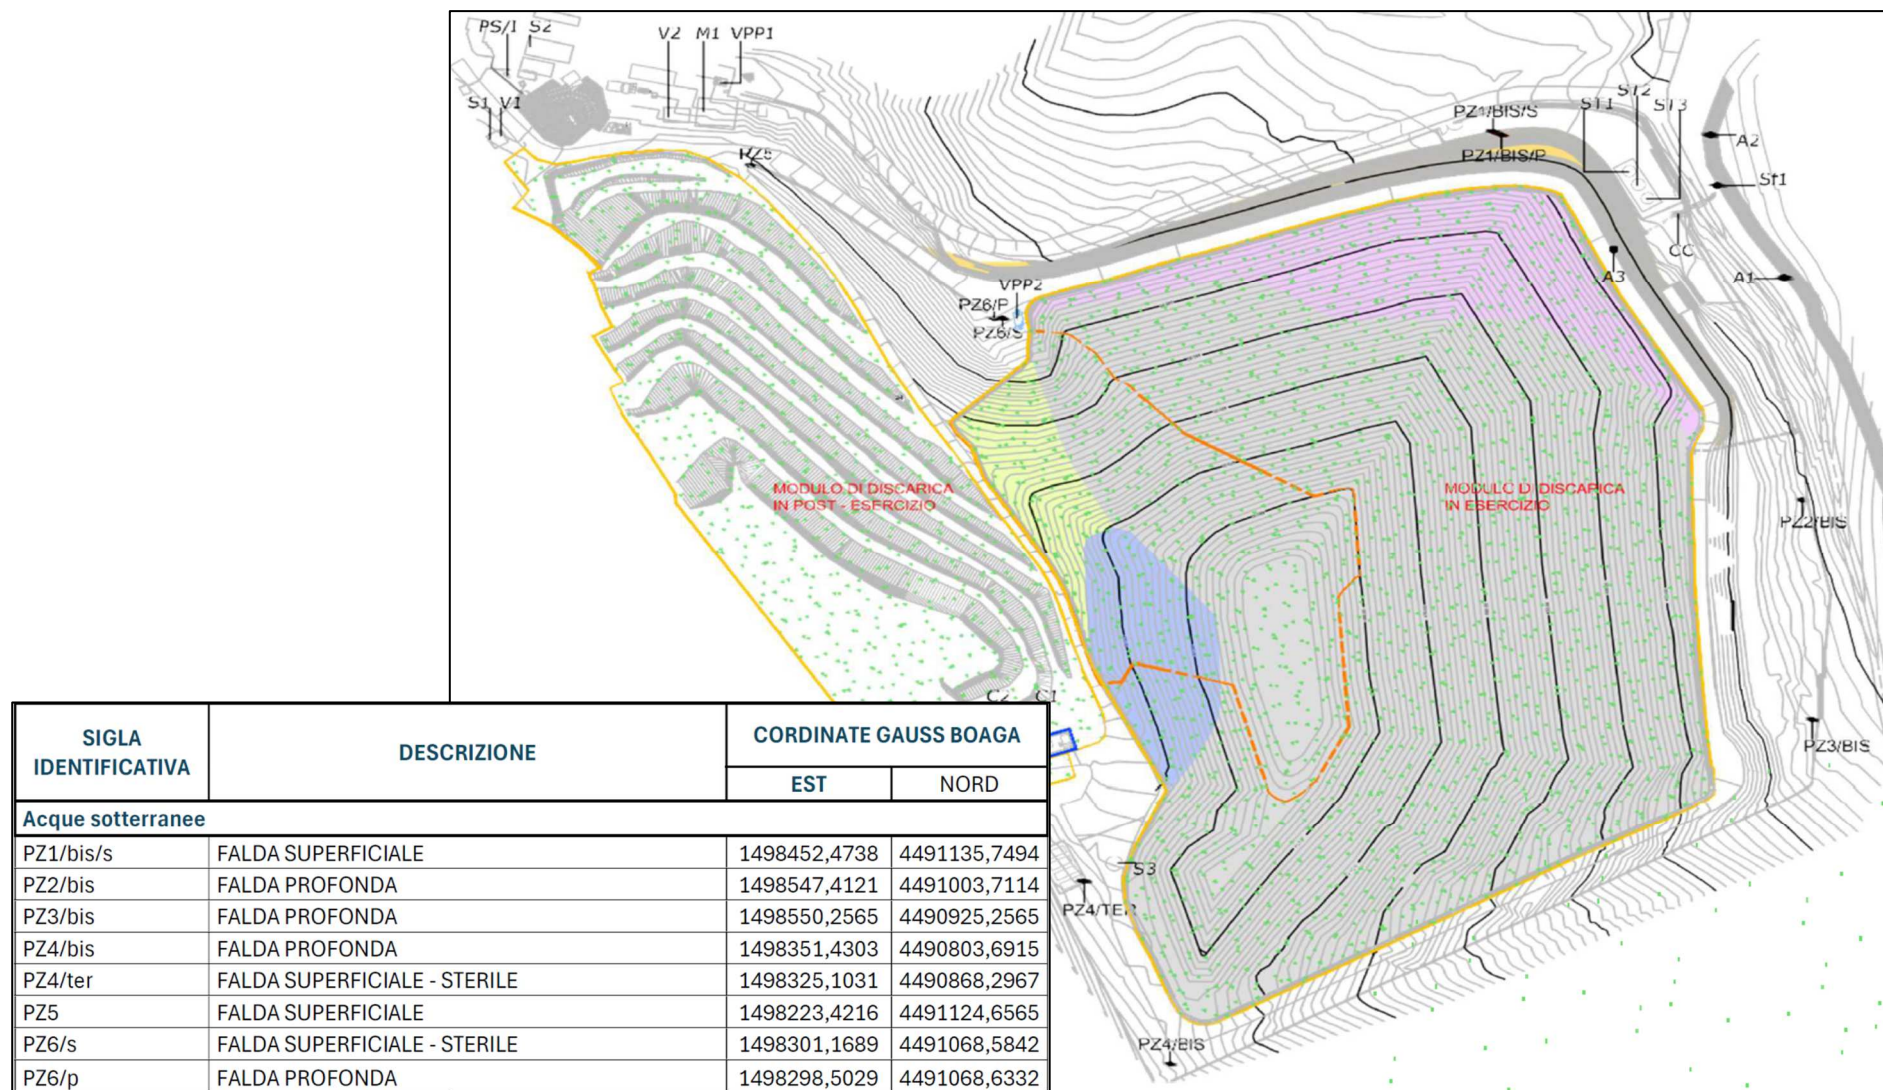 PS/1 S2
V2 M1 VPP1
S1 V1
PZ5
PZ1/BIS/S
PZ1/BIS/P
ST1
ST2
ST3
A2
St1
CC
A3
A1
VPP2
PZ6/P
PZ6/S
MODULO DI DISCARICA
IN POST - ESERCIZIO
MODULO DI DISCARICA
IN ESERCIZIO
PZ2/BIS
C2 C1
PZ3/BIS
S3
PZ4/TER
PZ4/BIS
SIGLA
IDENTIFICATIVA
DESCRIZIONE
CORDINATE GAUSS BOAGA
EST NORD
Acque sotterranee
PZ1/bis/s FALDA SUPERFICIALE 1498452,4738 4491135,7494
PZ2/bis FALDA PROFONDA 1498547,4121 4491003,7114
PZ3/bis FALDA PROFONDA 1498550,2565 4490925,2565
PZ4/bis FALDA PROFONDA 1498351,4303 4490803,6915
PZ4/ter FALDA SUPERFICIALE - STERILE 1498325,1031 4490868,2967
PZ5 FALDA SUPERFICIALE 1498223,4216 4491124,6565
PZ6/s FALDA SUPERFICIALE - STERILE 1498301,1689 4491068,5842
PZ6/p FALDA PROFONDA 1498298,5029 4491068,6332